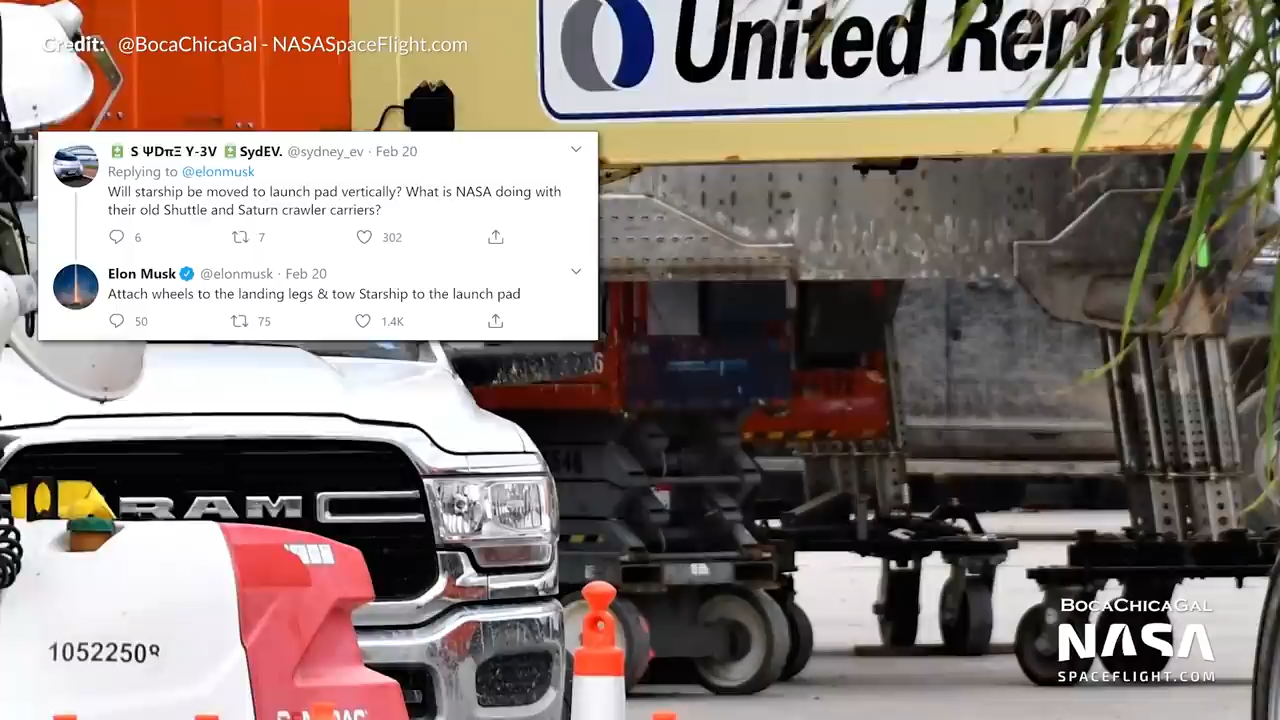 Credit: @BocaChicaGal - NASASpaceFlight.com
United Rentals
S ΨDπΞ Y-3V SydEV. @sydney_ev · Feb 20
Replying to @elonmusk
Will starship be moved to launch pad vertically? What is NASA doing with
their old Shuttle and Saturn crawler carriers?
6 7 302
Elon Musk @elonmusk · Feb 20
Attach wheels to the landing legs & tow Starship to the launch pad
50 75 1.4K
RAM
BOCACHICAGAL
NASA
SPACEFLIGHT.COM